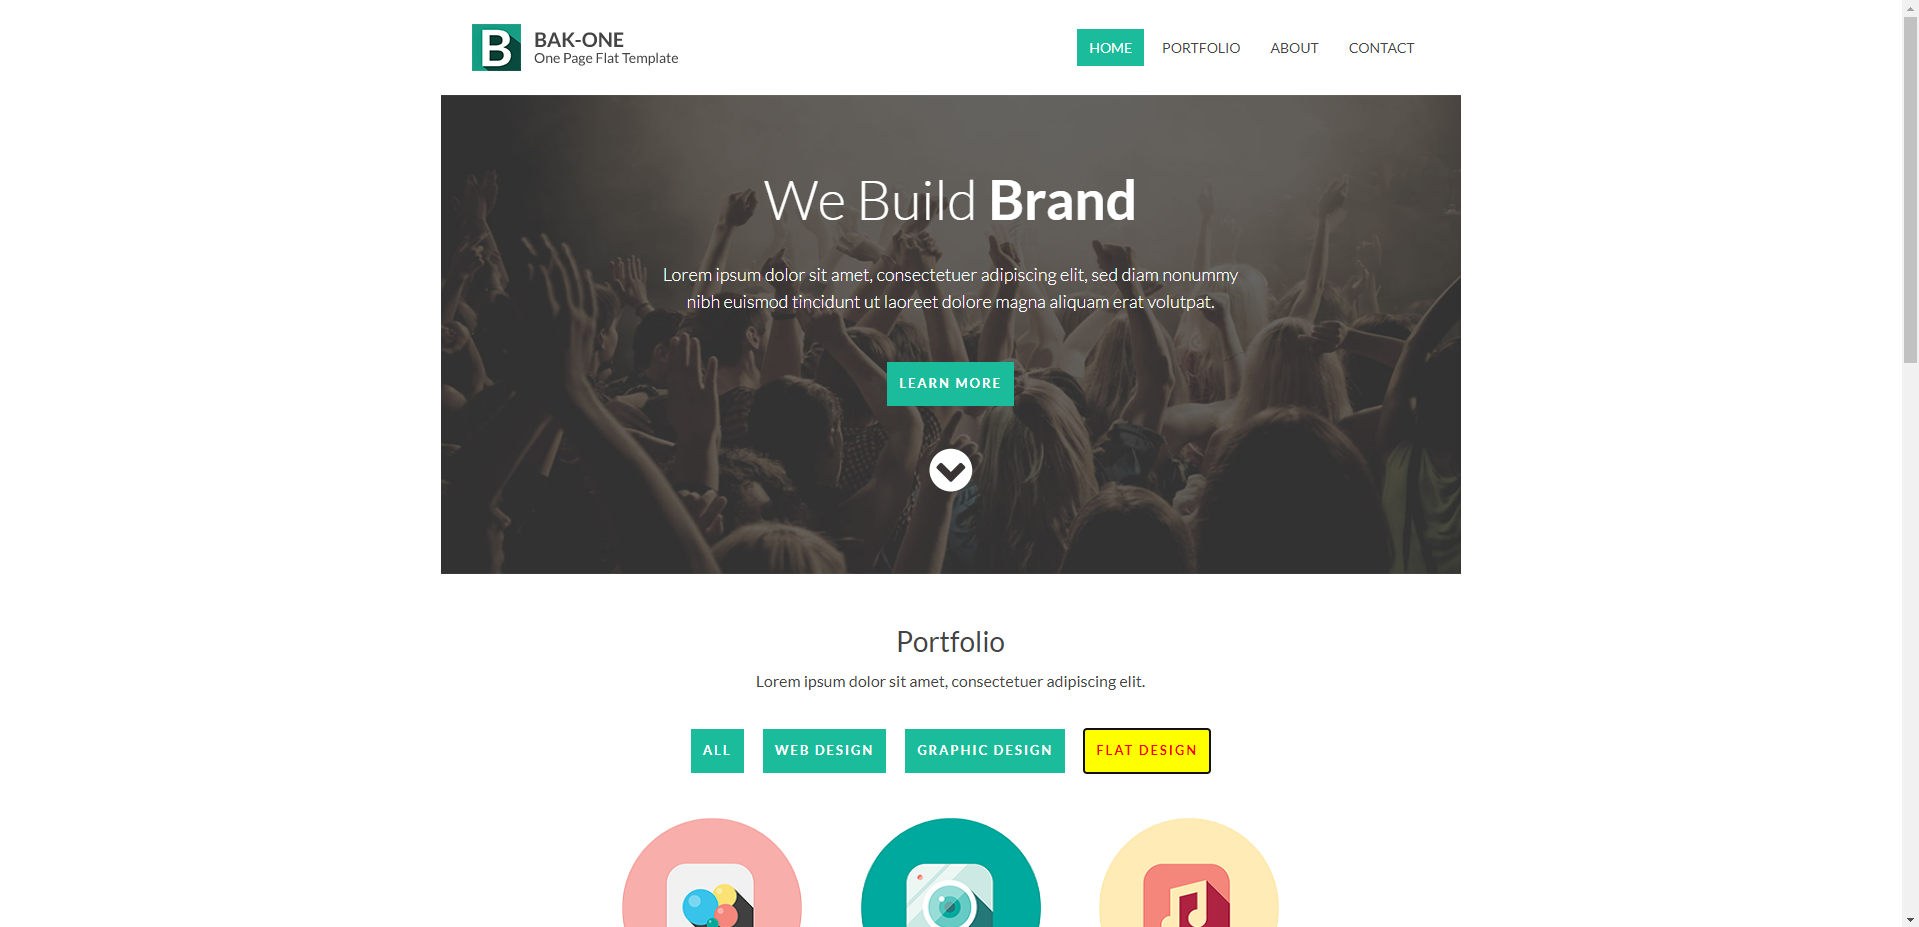 B
BAK-ONE
One Page Flat Template
HOME
PORTFOLIO
ABOUT
CONTACT
We Build Brand
Lorem ipsum dolor sit amet, consectetuer adipiscing elit, sed diam nonummy
nibh euismod tincidunt ut laoreet dolore magna aliquam erat volutpat.
LEARN MORE
Portfolio
Lorem ipsum dolor sit amet, consectetuer adipiscing elit.
ALL
WEB DESIGN
GRAPHIC DESIGN
FLAT DESIGN